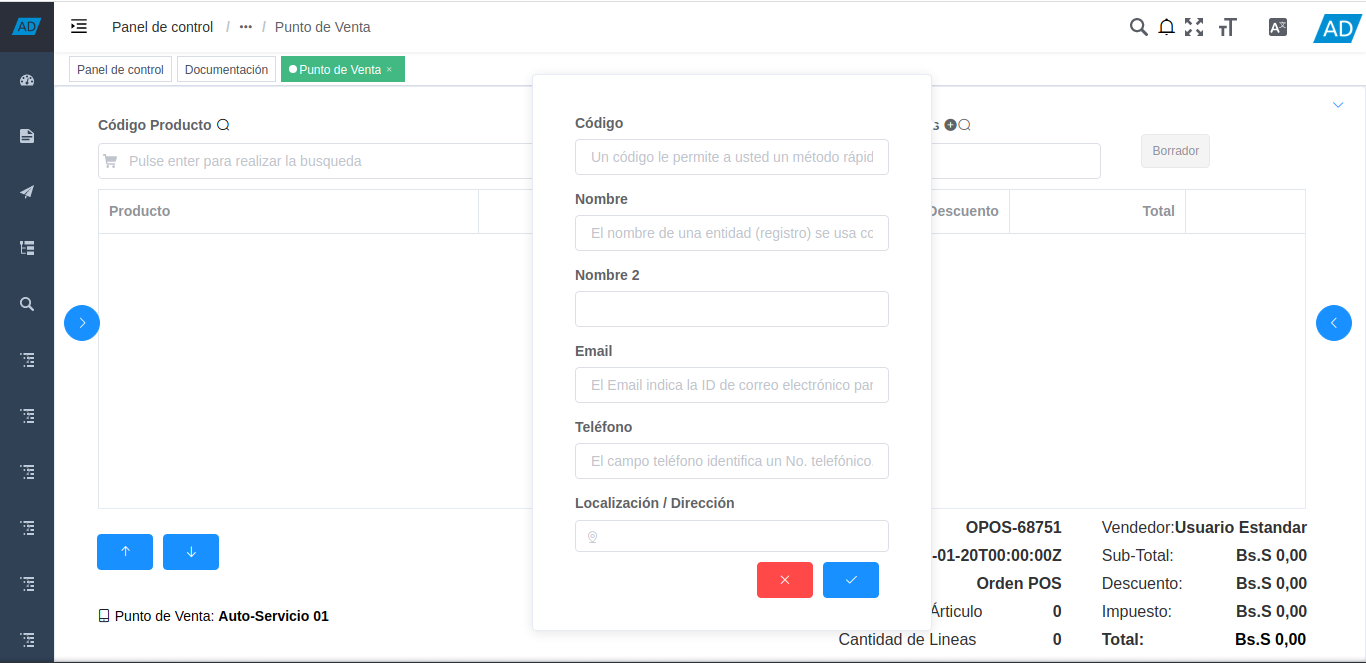 AD
Panel de control / ••• / Punto de Venta
AD
Panel de control
Documentación
Punto de Venta ×
Código Producto
Pulse enter para realizar la busqueda
s
Borrador
Producto
Descuento
Total
Código
Un código le permite a usted un método rápid
Nombre
El nombre de una entidad (registro) se usa co
Nombre 2
Email
El Email indica la ID de correo electrónico par
Teléfono
El campo teléfono identifica un No. telefónico.
Localización / Dirección
Punto de Venta: Auto-Servicio 01
OPOS-68751
-01-20T00:00:00Z
Orden POS
Árticulo 0
Cantidad de Lineas 0
Vendedor:Usuario Estandar
Sub-Total: Bs.S 0,00
Descuento: Bs.S 0,00
Impuesto: Bs.S 0,00
Total: Bs.S 0,00